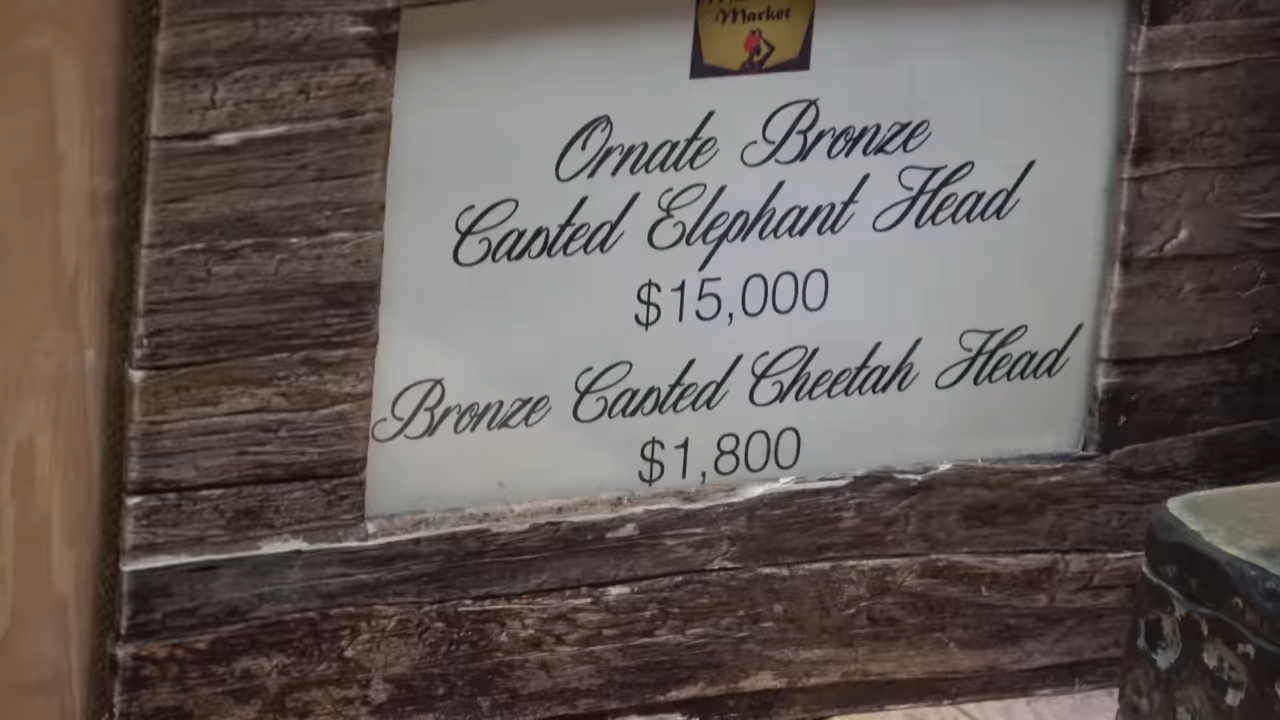 Market
Ornate Bronze
Casted Elephant Head
$15,000
Bronze Casted Cheetah Head
$1,800